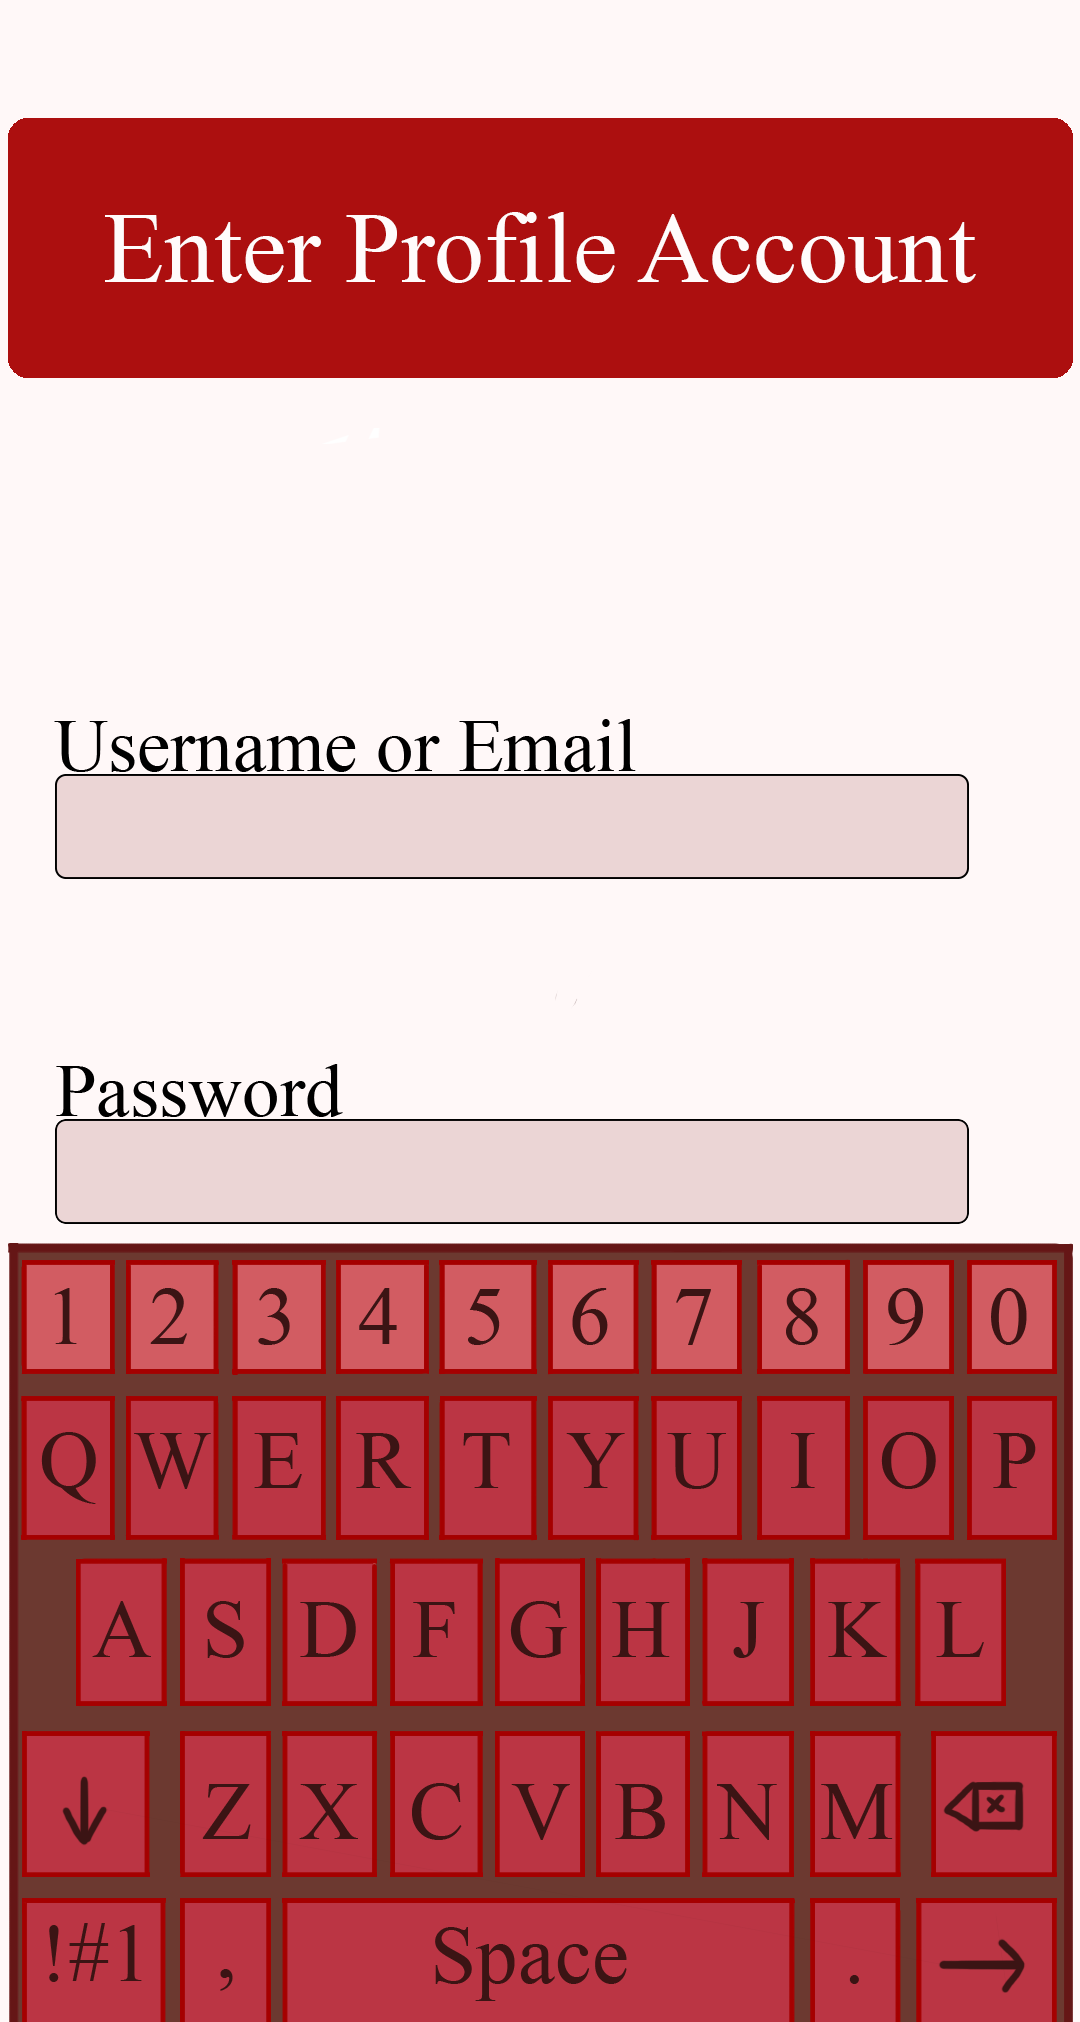 Enter Profile Account
Username or Email
Password
1 2 3 4 5 6 7 8 9 0
Q W E R T Y U I O P
A S D F G H J K L
Z X C V B N M
!#1 , Space .